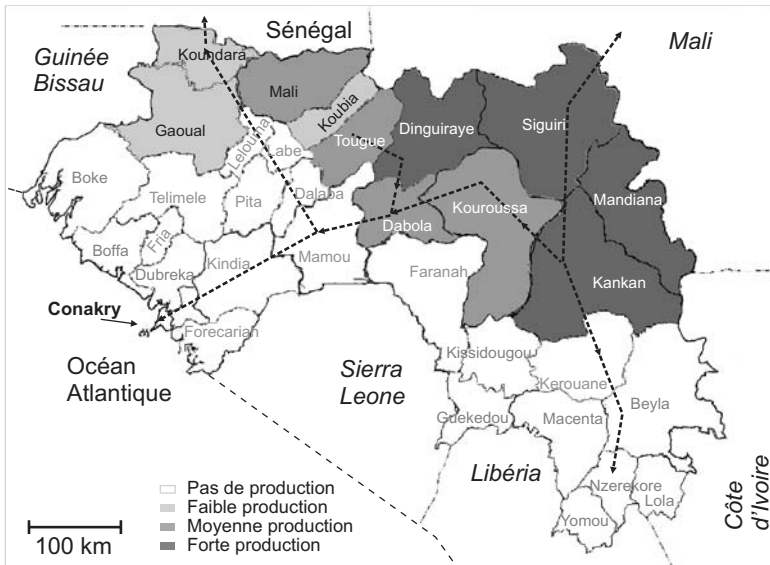 Sénégal
Guinée
Bissau
Mali
Koundara
Mali
Koubia
Gaoual
Lelouma
Labe
Tougue
Dinguiraye
Siguiri
Boke
Telimele
Pita
Dalaba
Kouroussa
Mandiana
Boffa
Fria
Dubreka
Kindia
Mamou
Dabola
Faranah
Kankan
Conakry
Forecariah
Océan
Atlantique
Sierra
Leone
Kissidougou
Kerouane
Guekedou
Macenta
Beyla
Libéria
Nzerekore
Lola
Yomou
Côte
d'Ivoire
Pas de production
Faible production
Moyenne production
Forte production
100 km